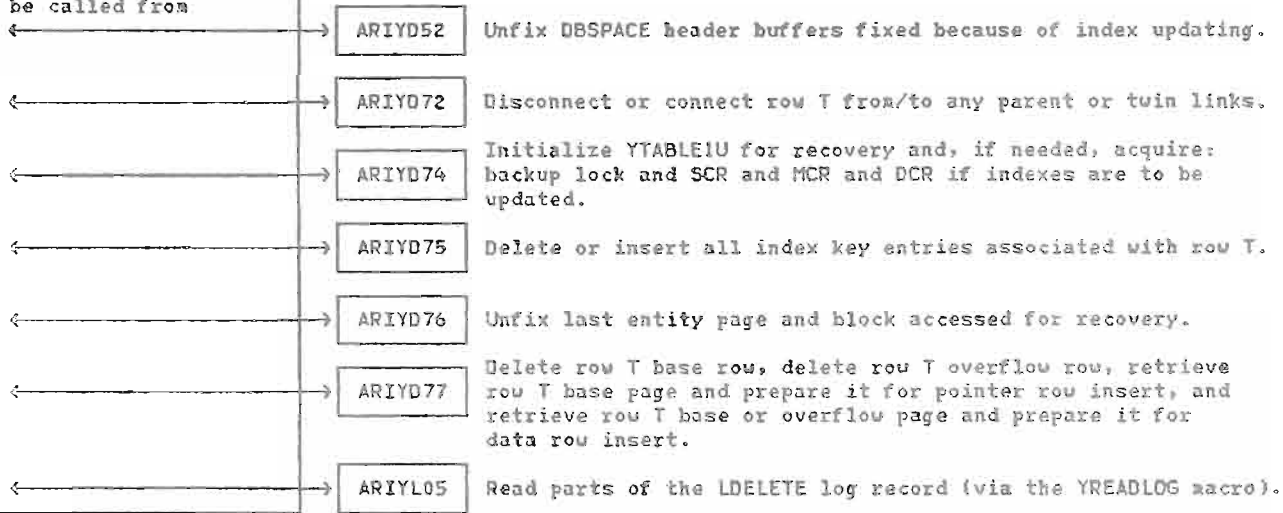 be called from
ARIYD52 Unfix DBSPACE header buffers fixed because of index updating.
ARIYD72 Disconnect or connect row T from/to any parent or twin links.
Initialize YTABLE1U for recovery and, if needed, acquire:
ARIYD74 backup lock and SCR and MCR and DCR if indexes are to be
updated.
ARIYD75 Delete or insert all index key entries associated with row T.
ARIYD76 Unfix last entity page and block accessed for recovery.
Delete row T base row, delete row T overflow row, retrieve
ARIYD77 row T base page and prepare it for pointer row insert, and
retrieve row T base or overflow page and prepare it for
data row insert.
ARIYL05 Read parts of the LDELETE log record (via the YREADLOG macro).